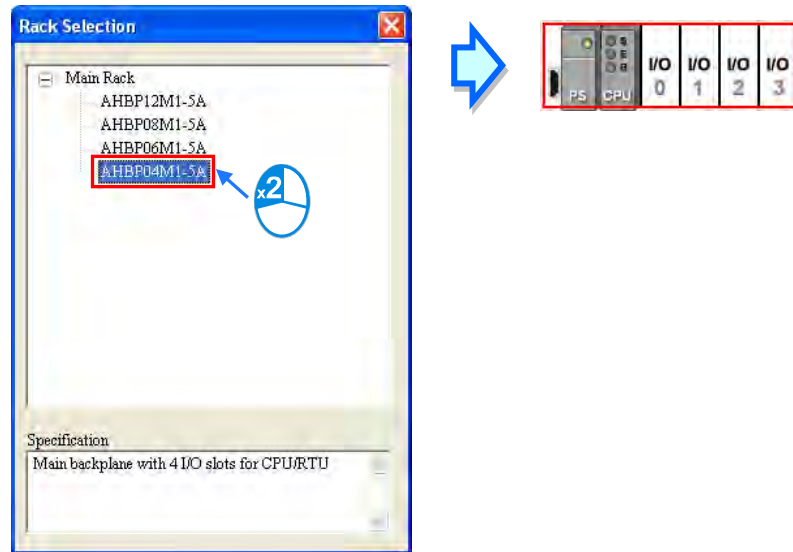 Rack Selection
Main Rack
AHBP12M1-5A
AHBP08M1-5A
AHBP06M1-5A
AHBP04M1-5A
x2
Specification
Main backplane with 4 I/O slots for CPU/RTU
PS CPU
I/O I/O I/O I/O
0 1 2 3